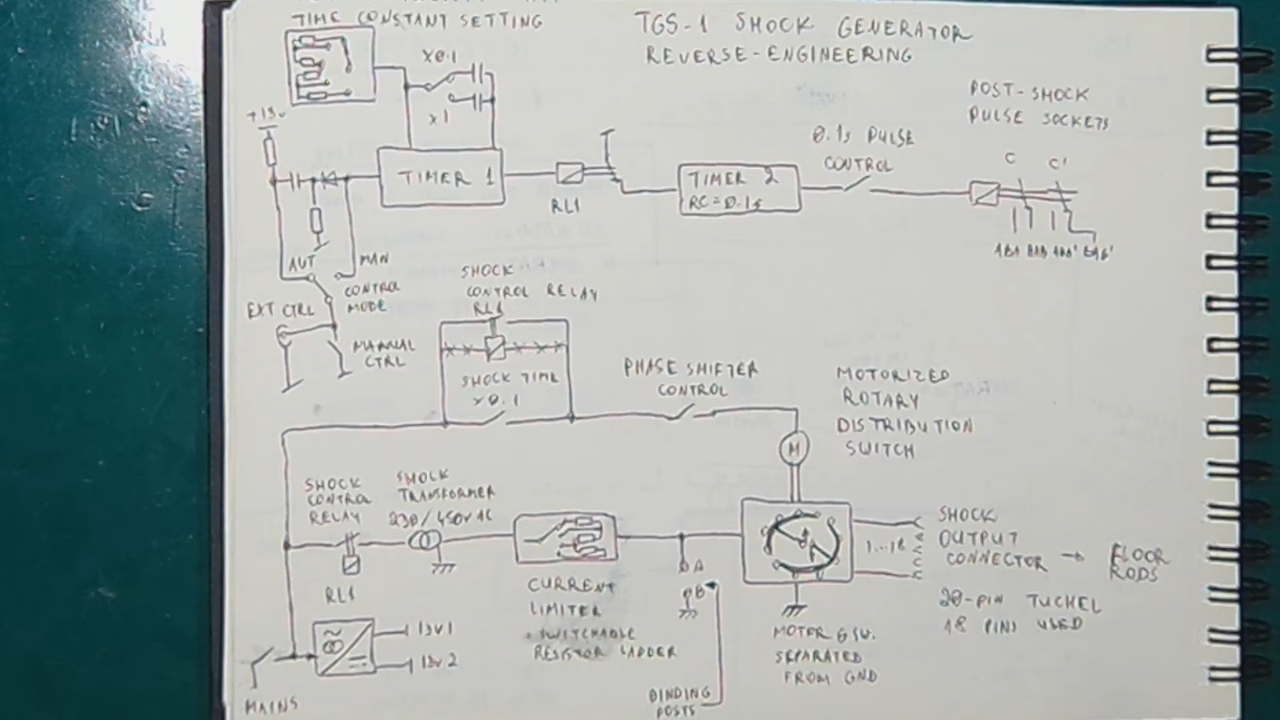 TIME CONSTANT SETTING
TGS-1 SHOCK GENERATOR
REVERSE-ENGINEERING
X0.1
X1
+13V
TIMER 1
RL1
TIMER 2
RC=0.1s
0.1s PULSE
CONTROL
POST-SHOCK
PULSE SOCKETS
C C'
AUT
MAN
CONTROL
MODE
EXT CTRL
MANUAL
CTRL
SHOCK
CONTROL RELAY
RL1
SHOCK TIME
X0.1
PHASE SHIFTER
CONTROL
MOTORIZED
ROTARY
DISTRIBUTION
SWITCH
M
SHOCK
CONTROL
RELAY
RL1
SHOCK
TRANSFORMER
230/450V AC
CURRENT
LIMITER
SWITCHABLE
RESISTOR LADDER
A
B
BINDING
POSTS
MOTOR & SW.
SEPARATED
FROM GND
1...18
SHOCK
OUTPUT
CONNECTOR → FLOOR
RODS
20-PIN TUCHEL
18 PINS USED
13V 1
13V 2
MAINS